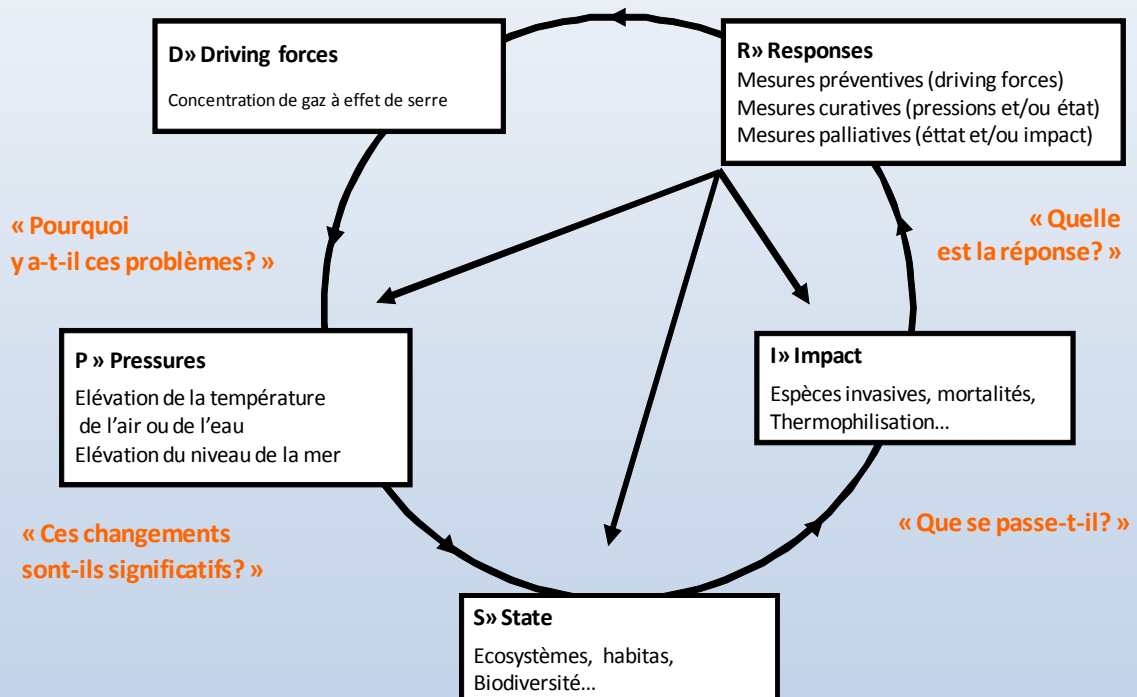 D» Driving forces
Concentration de gaz à effet de serre
R» Responses
Mesures préventives (driving forces)
Mesures curatives (pressions et/ou état)
Mesures palliatives (éttat et/ou impact)
« Pourquoi
y a-t-il ces problèmes? »
« Quelle
est la réponse? »
P » Pressures
Elévation de la température
de l’air ou de l’eau
Elévation du niveau de la mer
I» Impact
Espèces invasives, mortalités,
Thermophilisation…
« Ces changements
sont-ils significatifs? »
« Que se passe-t-il? »
S» State
Ecosystèmes, habitas,
Biodiversité…